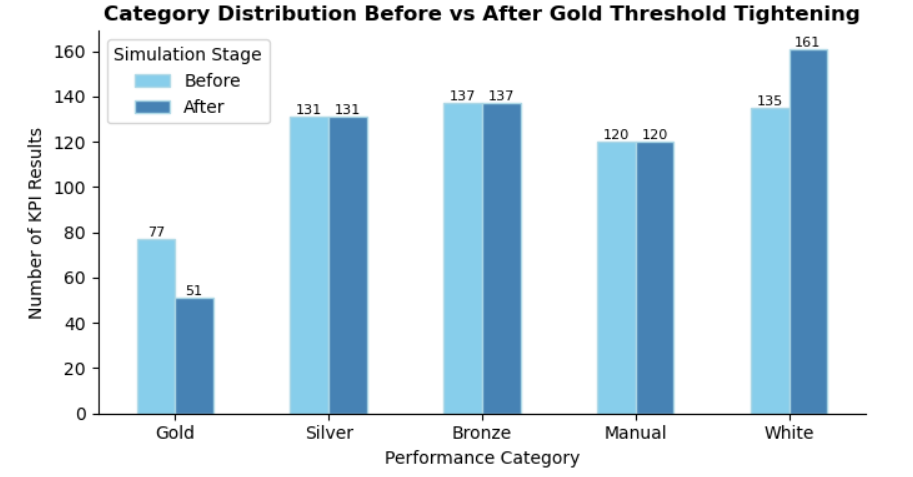 Category Distribution Before vs After Gold Threshold Tightening
Number of KPI Results
160
140
120
100
80
60
40
20
0
Simulation Stage
Before
After
77
51
131
131
137
137
120
120
135
161
Gold
Silver
Bronze
Manual
White
Performance Category